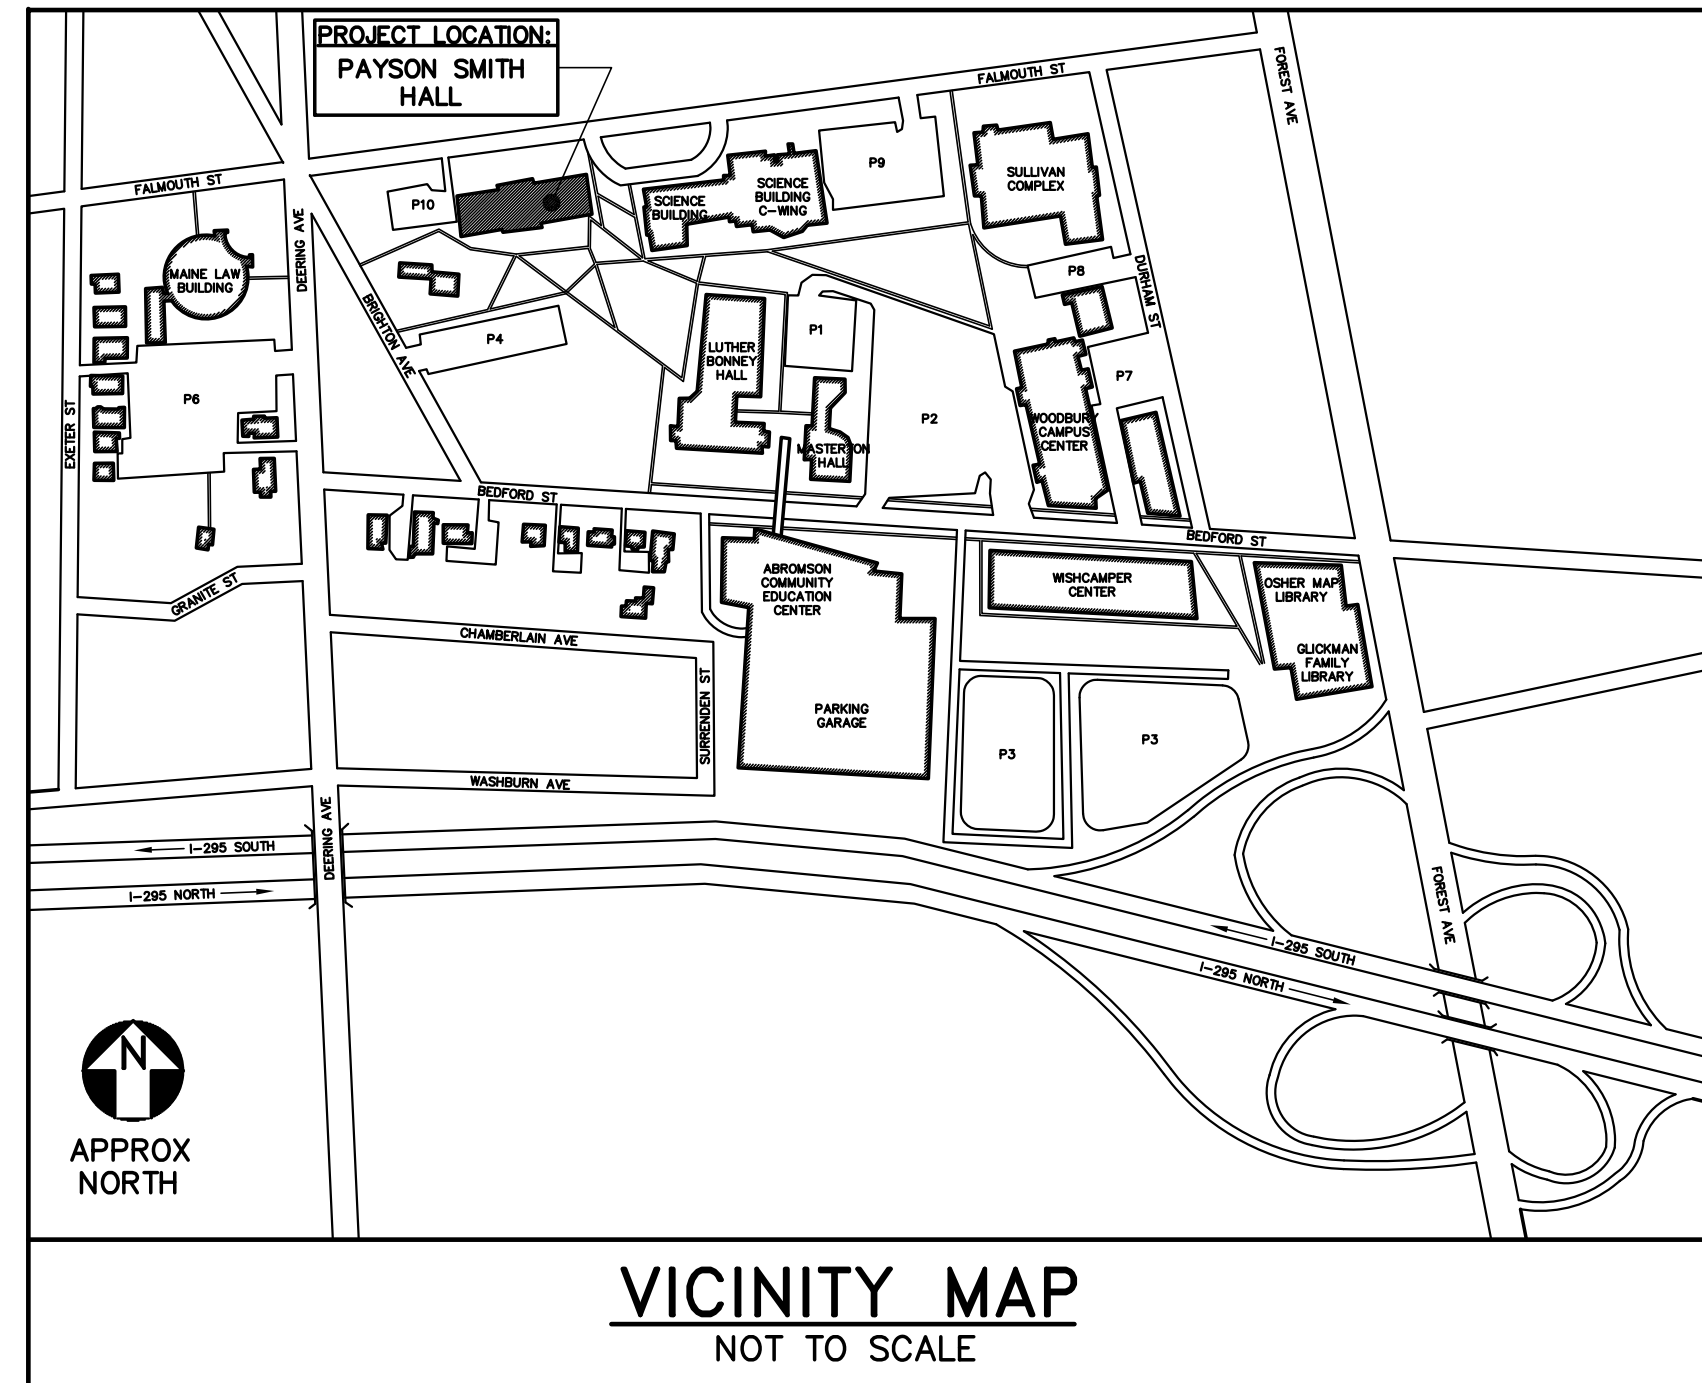 PROJECT LOCATION:
PAYSON SMITH
HALL
FALMOUTH ST
FOREST AVE
FALMOUTH ST
P10
SCIENCE
BUILDING
SCIENCE
BUILDING
C-WING
P9
SULLIVAN
COMPLEX
DEERING AVE
MAINE LAW
BUILDING
BRIGHTON AVE
P8
DURHAM ST
P4
P1
LUTHER
BONNEY
HALL
P7
P6
EXETER ST
P2
WOODBURY
CAMPUS
CENTER
MASTERTON
HALL
BEDFORD ST
BEDFORD ST
GRANITE ST
ABROMSON
COMMUNITY
EDUCATION
CENTER
WISHCAMPER
CENTER
OSHER MAP
LIBRARY
CHAMBERLAIN AVE
GLICKMAN
FAMILY
LIBRARY
SURRENDEN ST
PARKING
GARAGE
P3
P3
WASHBURN AVE
DEERING AVE
I-295 SOUTH
I-295 NORTH
FOREST AVE
I-295 SOUTH
I-295 NORTH
N
APPROX
NORTH
VICINITY MAP
NOT TO SCALE